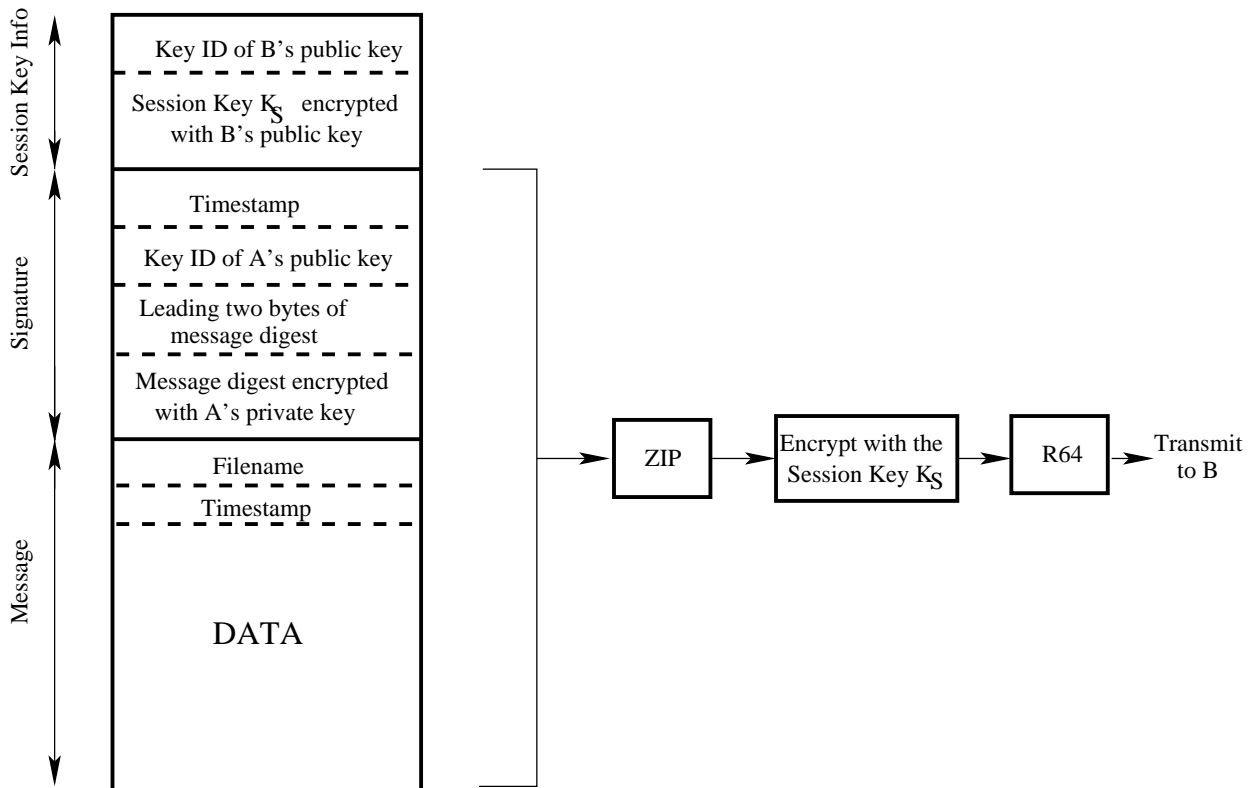 Session Key Info
Key ID of B's public key
Session Key KS encrypted
with B's public key
Signature
Timestamp
Key ID of A's public key
Leading two bytes of
message digest
Message digest encrypted
with A's private key
Message
Filename
Timestamp
DATA
ZIP
Encrypt with the
Session Key KS
R64
Transmit
to B